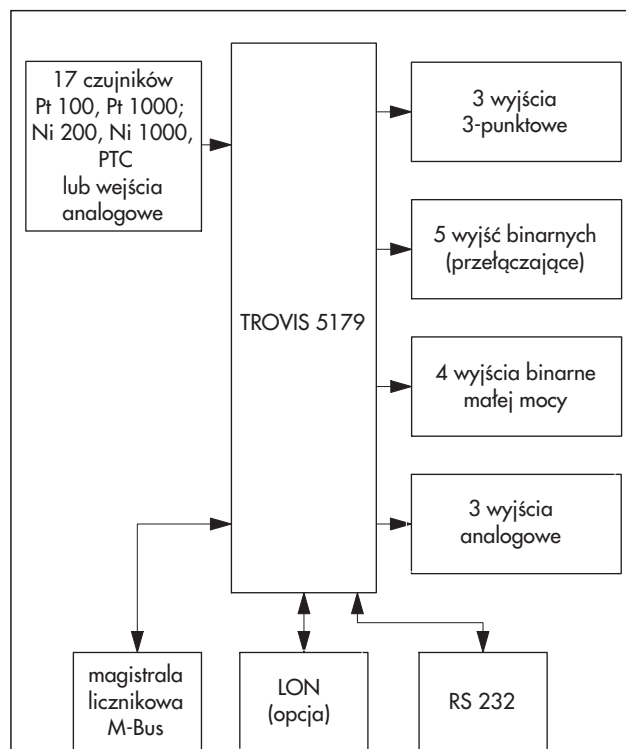 17 czujników
Pt 100, Pt 1000;
Ni 200, Ni 1000,
PTC
lub wejścia
analogowe
TROVIS 5179
3 wyjścia
3-punktowe
5 wyjść binarnych
(przełączające)
4 wyjścia binarne
małej mocy
3 wyjścia
analogowe
magistrala
licznikowa
M-Bus
LON
(opcja)
RS 232